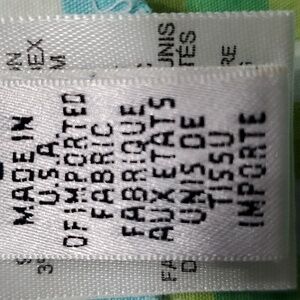 MADE IN
U.S.A.
OF IMPORTED
FABRIC
FABRIQUE
AUX ETATS
UNIS DE
TISSU
IMPORTE